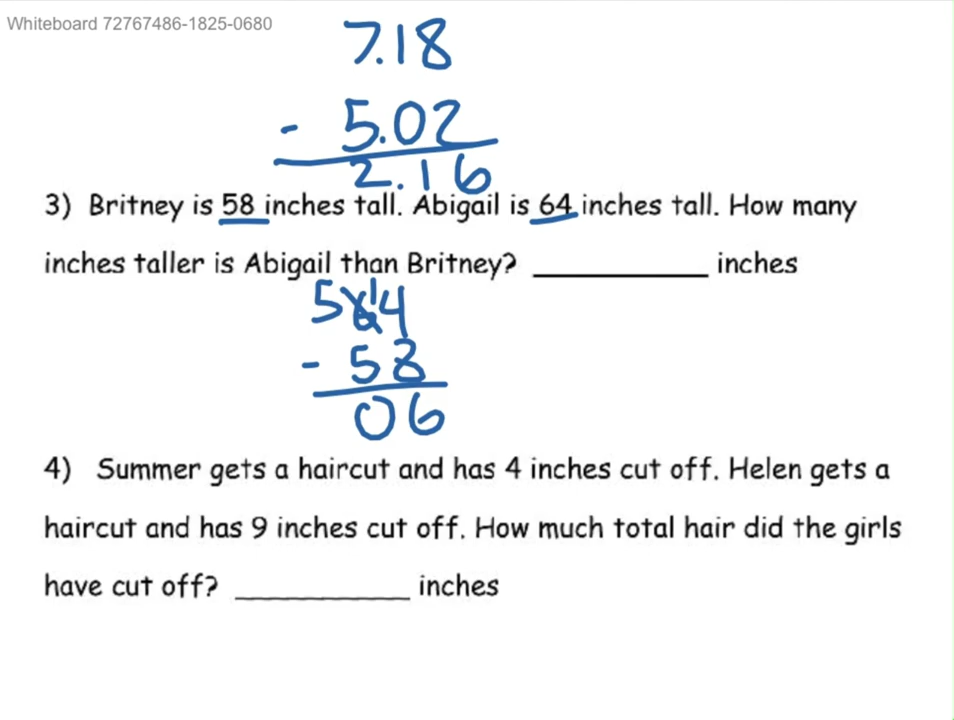 Whiteboard 72767486-1825-0680
7.18
- 5.02
2.16
3) Britney is 58 inches tall. Abigail is 64 inches tall. How many
inches taller is Abigail than Britney? __________ inches
5 14
- 58
06
4) Summer gets a haircut and has 4 inches cut off. Helen gets a
haircut and has 9 inches cut off. How much total hair did the girls
have cut off? __________ inches